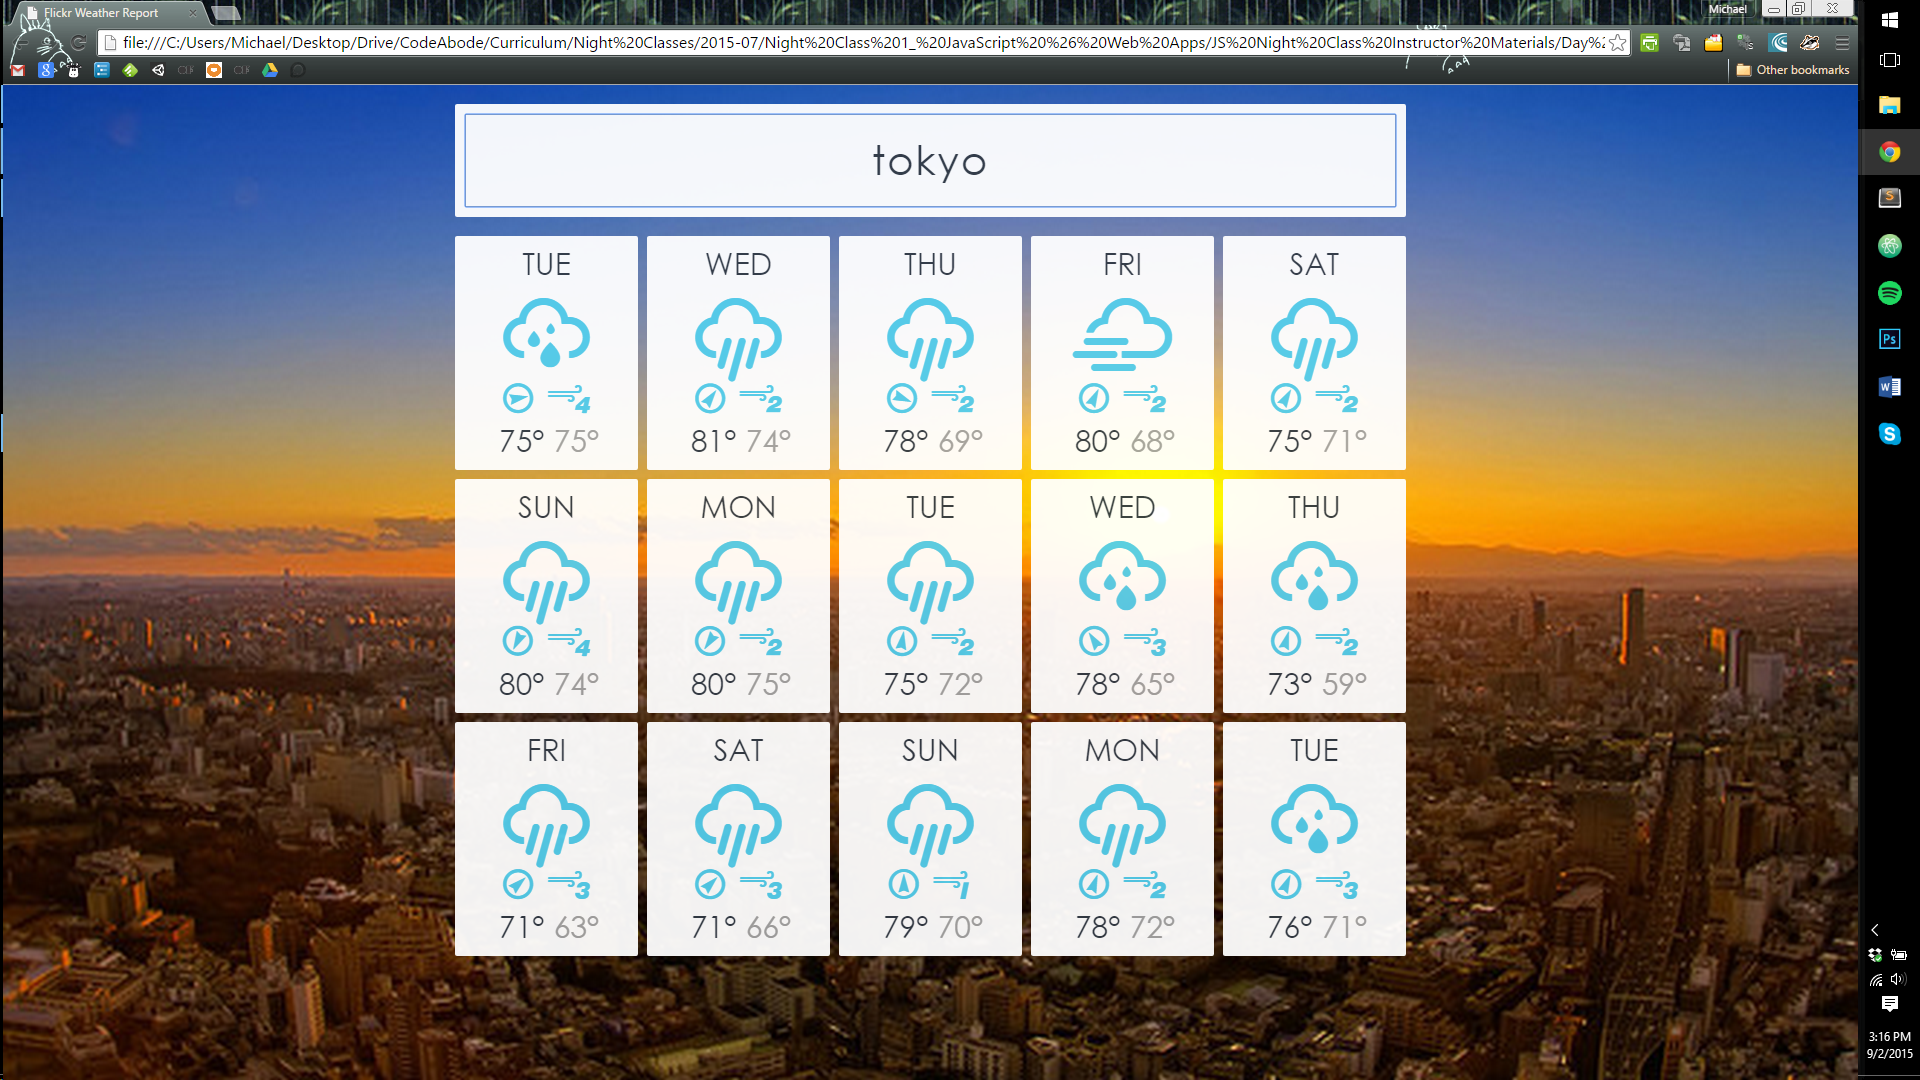 Flickr Weather Report
Michael
file:///C:/Users/Michael/Desktop/Drive/CodeAbode/Curriculum/Night%20Classes/2015-07/Night%20Class%201_%20JavaScript%20%26%20Web%20Apps/JS%20Night%20Class%20Instructor%20Materials/Day%2
Other bookmarks
tokyo
TUE WED THU FRI SAT
4 2 2 2 2
75° 75° 81° 74° 78° 69° 80° 68° 75° 71°
SUN MON TUE WED THU
4 2 2 3 2
80° 74° 80° 75° 75° 72° 78° 65° 73° 59°
FRI SAT SUN MON TUE
3 3 1 2 3
71° 63° 71° 66° 79° 70° 78° 72° 76° 71°
3:16 PM
9/2/2015